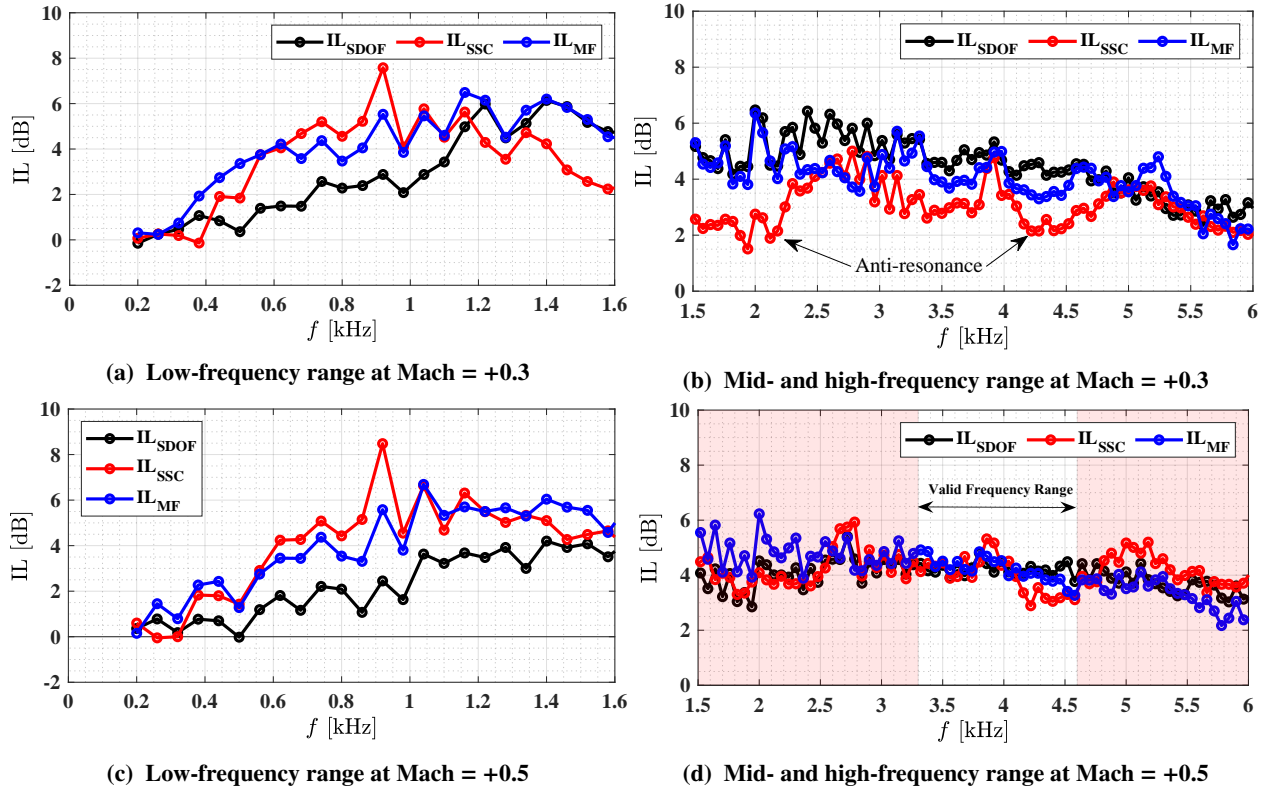 10
8
6
4
2
0
-2
IL [dB]
IL_SDOF IL_SSC IL_MF
0 0.2 0.4 0.6 0.8 1 1.2 1.4 1.6
f [kHz]
(a) Low-frequency range at Mach = +0.3
10
8
6
4
2
0
IL [dB]
IL_SDOF IL_SSC IL_MF
Anti-resonance
1.5 2 2.5 3 3.5 4 4.5 5 5.5 6
f [kHz]
(b) Mid- and high-frequency range at Mach = +0.3
10
8
6
4
2
0
-2
IL [dB]
IL_SDOF
IL_SSC
IL_MF
0 0.2 0.4 0.6 0.8 1 1.2 1.4 1.6
f [kHz]
(c) Low-frequency range at Mach = +0.5
10
8
6
4
2
0
IL [dB]
IL_SDOF IL_SSC IL_MF
Valid Frequency Range
1.5 2 2.5 3 3.5 4 4.5 5 5.5 6
f [kHz]
(d) Mid- and high-frequency range at Mach = +0.5